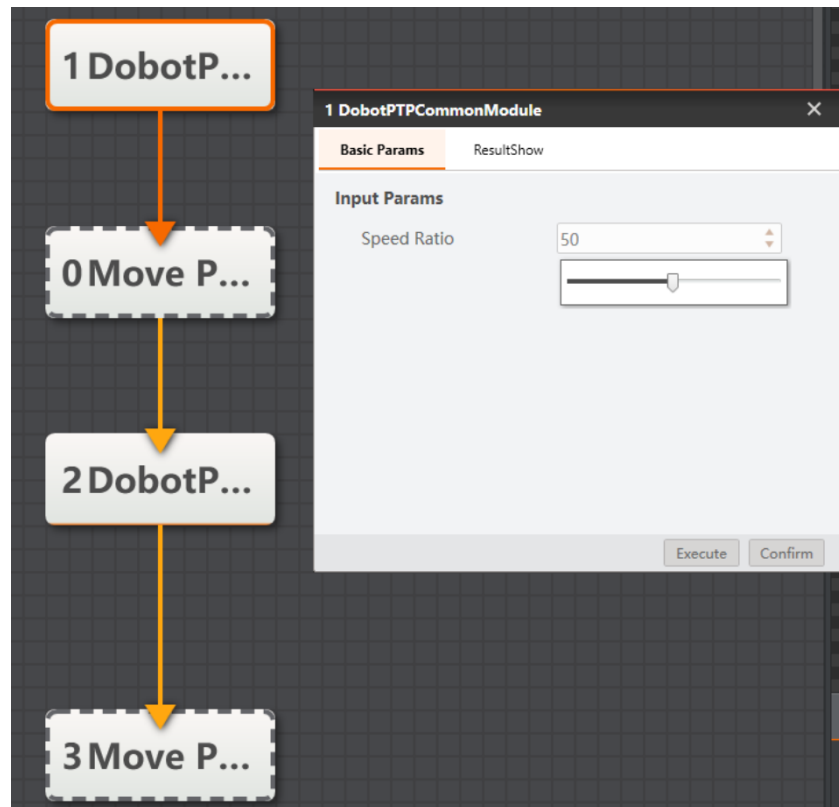 1 DobotP...
1 DobotPTPCommonModule
Basic Params ResultShow
Input Params
Speed Ratio 50
0 Move P...
2 DobotP...
Execute Confirm
3 Move P...